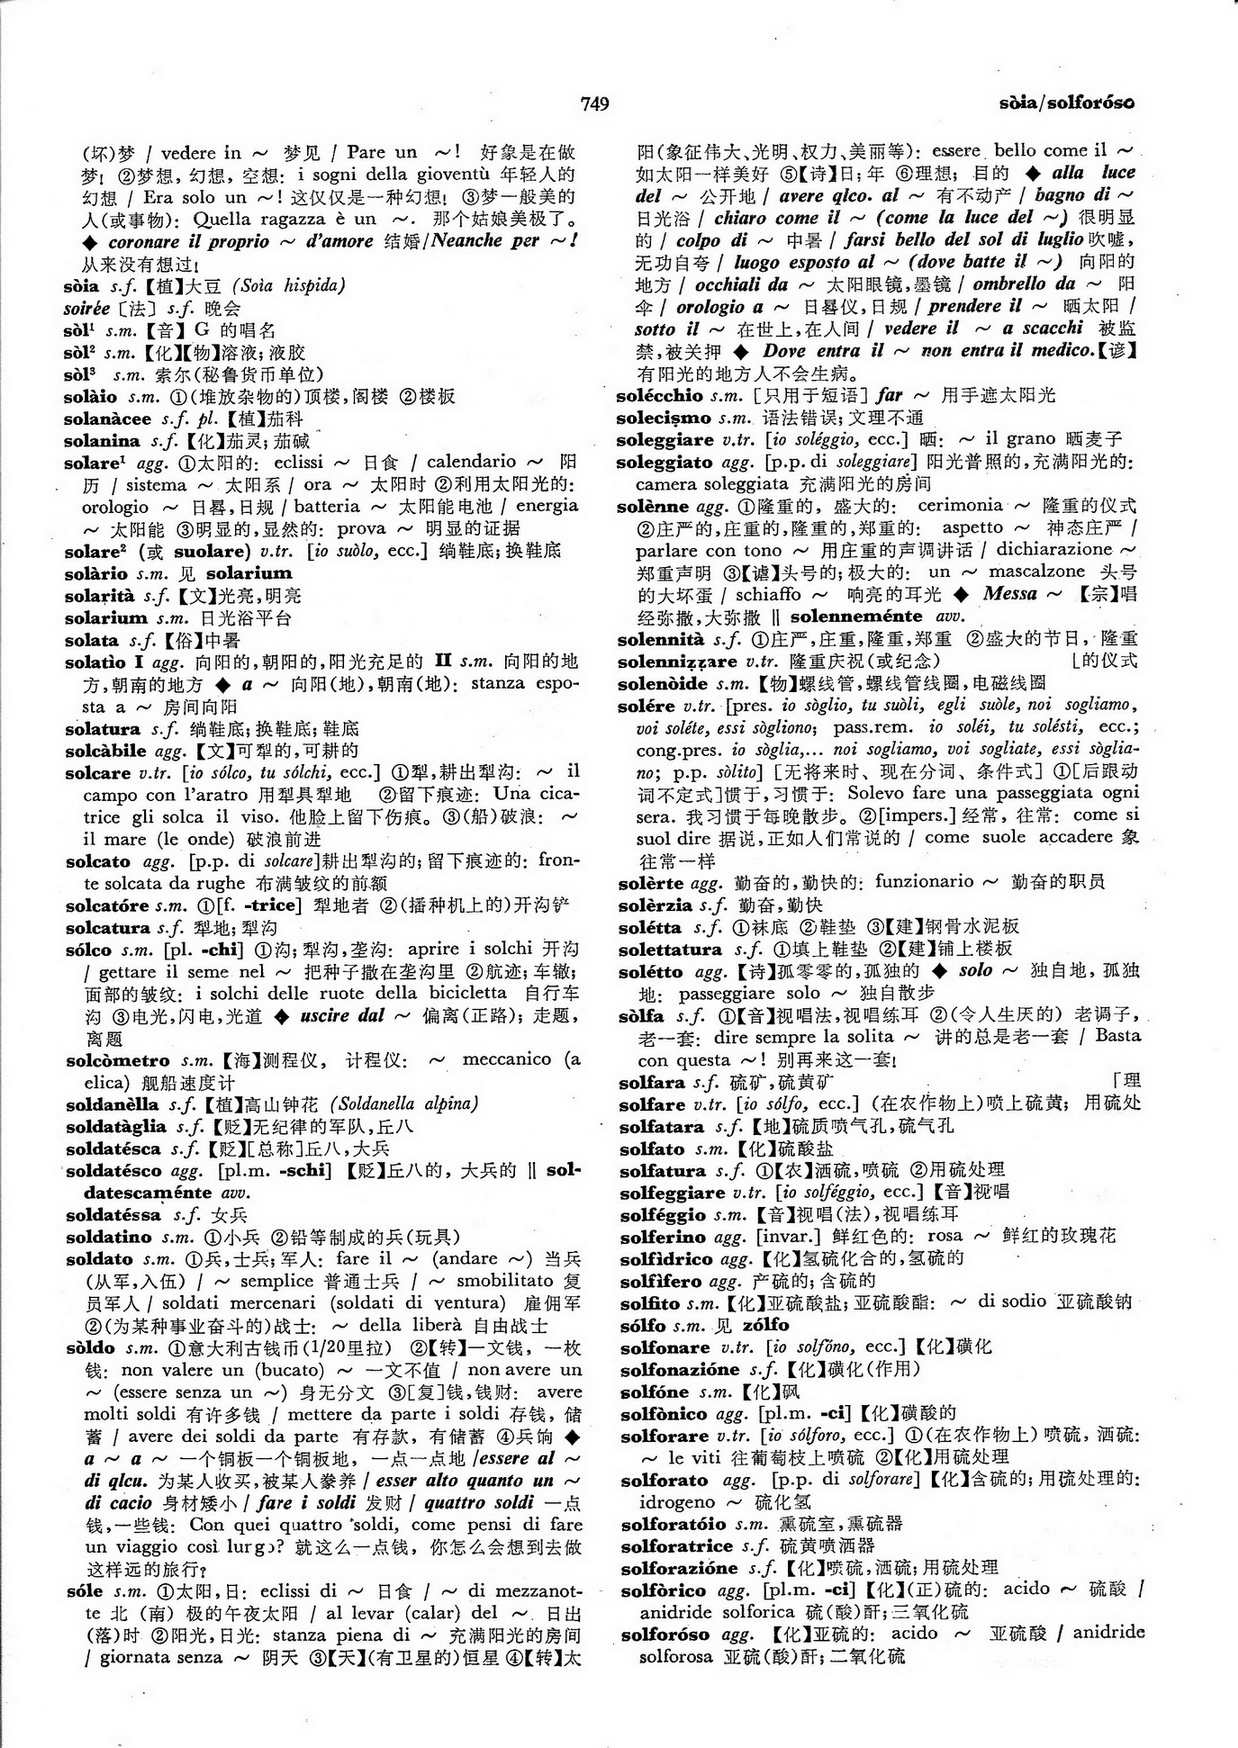 749
sòia/solforóso
(坏)梦 / vedere in ~ 梦见 / Pare un ~! 好象是在做
梦! ②梦想, 幻想, 空想: i sogni della gioventù 年轻人的
幻想 / Era solo un ~! 这仅仅是一种幻想! ③梦一般美的
人(或事物): Quella ragazza è un ~. 那个姑娘美极了。
◆ coronare il proprio ~ d'amore 结婚/Neanche per ~!
从来没有想过!
sòia s.f.【植】大豆 (Soia hispida)
soirée [法] s.f. 晚会
sòl¹ s.m.【音】G 的唱名
sòl² s.m.【化】【物】溶液; 液胶
sòl³ s.m. 索尔(秘鲁货币单位)
solàio s.m. ①(堆放杂物的)顶楼,阁楼 ②楼板
solanàcee s.f. pl.【植】茄科
solanina s.f.【化】茄灵; 茄碱
solare¹ agg. ①太阳的: eclissi ~ 日食 / calendario ~ 阳
历 / sistema ~ 太阳系 / ora ~ 太阳时 ②利用太阳光的:
orologio ~ 日晷,日规 / batteria ~ 太阳能电池 / energia
~ 太阳能 ③明显的,显然的: prova ~ 明显的证据
solare² (或 suolare) v.tr. [io suòlo, ecc.] 绱鞋底; 换鞋底
solàrio s.m. 见 solarium
solarità s.f.【文】光亮,明亮
solarium s.m. 日光浴平台
solata s.f.【俗】中暑
solatìo I agg. 向阳的,朝阳的,阳光充足的 II s.m. 向阳的地
方,朝南的地方 ◆ a ~ 向阳(地),朝南(地): stanza espo-
sta a ~ 房间向阳
solatura s.f. 绱鞋底; 换鞋底; 鞋底
solcàbile agg.【文】可犁的,可耕的
solcare v.tr. [io sólco, tu sólchi, ecc.] ①犁,耕出犁沟: ~ il
campo con l'aratro 用犁具犁地 ②留下痕迹: Una cica-
trice gli solca il viso. 他脸上留下伤痕。③(船)破浪: ~
il mare (le onde) 破浪前进
solcato agg. [p.p. di solcare]耕出犁沟的; 留下痕迹的: fron-
te solcata da rughe 布满皱纹的前额
solcatóre s.m. ①[f. -trice] 犁地者 ②(播种机上的)开沟铲
solcatura s.f. 犁地; 犁沟
sólco s.m. [pl. -chi] ①沟; 犁沟,垄沟: aprire i solchi 开沟
/ gettare il seme nel ~ 把种子撒在垄沟里 ②航迹; 车辙;
面部的皱纹: i solchi delle ruote della bicicletta 自行车
沟 ③电光,闪电,光道 ◆ uscire dal ~ 偏离(正路); 走题,
离题
solcòmetro s.m.【海】测程仪, 计程仪: ~ meccanico (a
elica) 舰船速度计
soldanèlla s.f.【植】高山钟花 (Soldanella alpina)
soldatàglia s.f.【贬】无纪律的军队,丘八
soldatésca s.f.【贬】[总称]丘八,大兵
soldatésco agg. [pl.m. -schi] 【贬】丘八的, 大兵的 ‖ sol-
datescaménte avv.
soldatéssa s.f. 女兵
soldatino s.m. ①小兵 ②铅等制成的兵(玩具)
soldato s.m. ①兵,士兵; 军人: fare il ~ (andare ~) 当兵
(从军,入伍) / ~ semplice 普通士兵 / ~ smobilitato 复
员军人 / soldati mercenari (soldati di ventura) 雇佣军
②(为某种事业奋斗的)战士: ~ della liberà 自由战士
sòldo s.m. ①意大利古钱币(1/20里拉) ②【转】一文钱, 一枚
钱: non valere un (bucato) ~ 一文不值 / non avere un
~ (essere senza un ~) 身无分文 ③[复]钱,钱财: avere
molti soldi 有许多钱 / mettere da parte i soldi 存钱, 储
蓄 / avere dei soldi da parte 有存款, 有储蓄 ④兵饷 ◆
a ~ a ~ 一个铜板一个铜板地, 一点一点地 /essere al ~
di qlcu. 为某人收买,被某人豢养 / esser alto quanto un ~
di cacio 身材矮小 / fare i soldi 发财 / quattro soldi 一点
钱,一些钱: Con quei quattro soldi, come pensi di fare
un viaggio così lurgo? 就这么一点钱, 你怎么会想到去做
这样远的旅行?
sóle s.m. ①太阳,日: eclissi di ~ 日食 / ~ di mezzanot-
te 北 (南) 极的午夜太阳 / al levar (calar) del ~ 日出
(落)时 ②阳光,日光: stanza piena di ~ 充满阳光的房间
/ giornata senza ~ 阴天 ③【天】(有卫星的)恒星 ④【转】太
阳(象征伟大、光明、权力、美丽等): essere bello come il ~
如太阳一样美好 ⑤【诗】日; 年 ⑥理想; 目的 ◆ alla luce
del ~ 公开地 / avere qlco. al ~ 有不动产 / bagno di ~
日光浴 / chiaro come il ~ (come la luce del ~) 很明显
的 / colpo di ~ 中暑 / farsi bello del sol di luglio 吹嘘,
无功自夸 / luogo esposto al ~ (dove batte il ~) 向阳的
地方 / occhiali da ~ 太阳眼镜,墨镜 / ombrello da ~ 阳
伞 / orologio a ~ 日晷仪,日规 / prendere il ~ 晒太阳 /
sotto il ~ 在世上,在人间 / vedere il ~ a scacchi 被监
禁,被关押 ◆ Dove entra il ~ non entra il medico.【谚】
有阳光的地方人不会生病。
solécchio s.m. [只用于短语] far ~ 用手遮太阳光
solecismo s.m. 语法错误; 文理不通
soleggiare v.tr. [io soléggio, ecc.] 晒: ~ il grano 晒麦子
soleggiato agg. [p.p. di soleggiare] 阳光普照的,充满阳光的:
camera soleggiata 充满阳光的房间
solènne agg. ①隆重的, 盛大的: cerimonia ~ 隆重的仪式
②庄严的,庄重的,隆重的,郑重的: aspetto ~ 神态庄严 /
parlare con tono ~ 用庄重的声调讲话 / dichiarazione ~
郑重声明 ③【谑】头号的; 极大的: un ~ mascalzone 头号
的大坏蛋 / schiaffo ~ 响亮的耳光 ◆ Messa ~ 【宗】唱
经弥撒,大弥撒 ‖ solenneménte avv.
solennità s.f. ①庄严,庄重,隆重,郑重 ②盛大的节日, 隆重
solennizzare v.tr. 隆重庆祝(或纪念) ⌊的仪式
solenòide s.m.【物】螺线管,螺线管线圈,电磁线圈
solére v.tr. [pres. io sòglio, tu suòli, egli suòle, noi sogliamo,
voi soléte, essi sògliono; pass.rem. io soléi, tu solésti, ecc.;
cong.pres. io sòglia,... noi sogliamo, voi sogliate, essi sòglia-
no; p.p. sòlito] [无将来时、现在分词、条件式] ①[后跟动
词不定式]惯于,习惯于: Solevo fare una passeggiata ogni
sera. 我习惯于每晚散步。②[impers.] 经常, 往常: come si
suol dire 据说,正如人们常说的 / come suole accadere 象
往常一样
solèrte agg. 勤奋的,勤快的: funzionario ~ 勤奋的职员
solèrzia s.f. 勤奋,勤快
solétta s.f. ①袜底 ②鞋垫 ③【建】钢骨水泥板
solettatura s.f. ①填上鞋垫 ②【建】铺上楼板
solétto agg.【诗】孤零零的,孤独的 ◆ solo ~ 独自地, 孤独
地: passeggiare solo ~ 独自散步
sòlfa s.f. ①【音】视唱法,视唱练耳 ②(令人生厌的) 老调子,
老一套: dire sempre la solita ~ 讲的总是老一套 / Basta
con questa ~! 别再来这一套!
solfara s.f. 硫矿,硫黄矿 ⌈理
solfare v.tr. [io sólfo, ecc.] (在农作物上)喷上硫黄; 用硫处
solfatara s.f.【地】硫质喷气孔,硫气孔
solfato s.m.【化】硫酸盐
solfatura s.f. ①【农】洒硫,喷硫 ②用硫处理
solfeggiare v.tr. [io solféggio, ecc.]【音】视唱
solféggio s.m.【音】视唱(法),视唱练耳
solferino agg. [invar.] 鲜红色的: rosa ~ 鲜红的玫瑰花
solfìdrico agg.【化】氢硫化合的,氢硫的
solfìfero agg. 产硫的; 含硫的
solfito s.m.【化】亚硫酸盐; 亚硫酸酯: ~ di sodio 亚硫酸钠
sólfo s.m. 见 zólfo
solfonare v.tr. [io solfóno, ecc.]【化】磺化
solfonazióne s.f.【化】磺化(作用)
solfóne s.m.【化】砜
solfònico agg. [pl.m. -ci]【化】磺酸的
solforare v.tr. [io sólforo, ecc.] ①(在农作物上) 喷硫, 洒硫:
~ le viti 往葡萄枝上喷硫 ②【化】用硫处理
solforato agg. [p.p. di solforare]【化】含硫的; 用硫处理的:
idrogeno ~ 硫化氢
solforatóio s.m. 熏硫室,熏硫器
solforatrice s.f. 硫黄喷洒器
solforazióne s.f.【化】喷硫,洒硫; 用硫处理
solfòrico agg. [pl.m. -ci]【化】(正)硫的: acido ~ 硫酸 /
anidride solforica 硫(酸)酐; 三氧化硫
solforóso agg. 【化】亚硫的: acido ~ 亚硫酸 / anidride
solforosa 亚硫(酸)酐; 二氧化硫